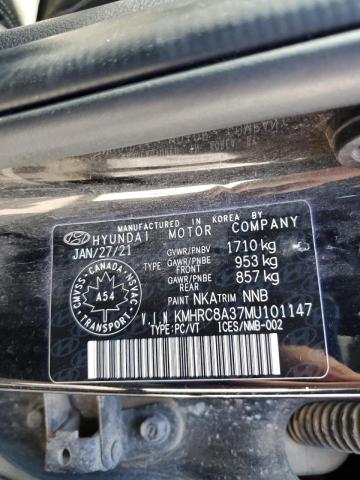 MANUFACTURED IN KOREA BY
HYUNDAI MOTOR COMPANY
JAN/27/21
GVWR/PNBV 1710 kg
TYPE GAWR/PNBE FRONT 953 kg
GAWR/PNBE REAR 857 kg
PAINT NKA TRIM NNB
V.I.N KMHRC8A37MU101147
TYPE:PC/VT ICES/NMB-002
CMVSS - CANADA - NSVAC
A54
TRANSPORT